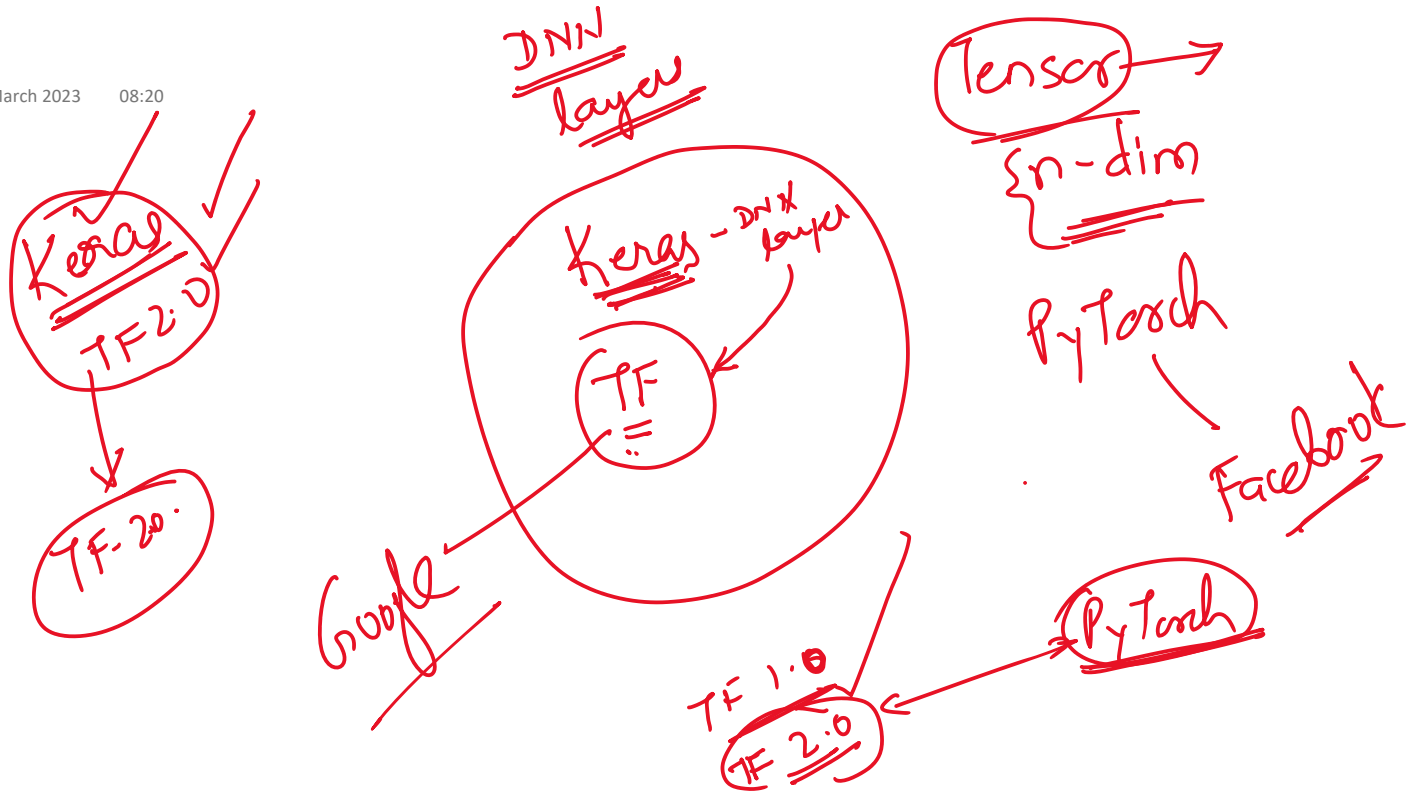 March 2023 08:20
DNN
layers
Tensor
{n-dim
Keras
TF 2.0
Keras - DNN
layer
TF
PyTorch
Facebook
TF-2.0.
Google
TF 1.0
TF 2.0
PyTorch